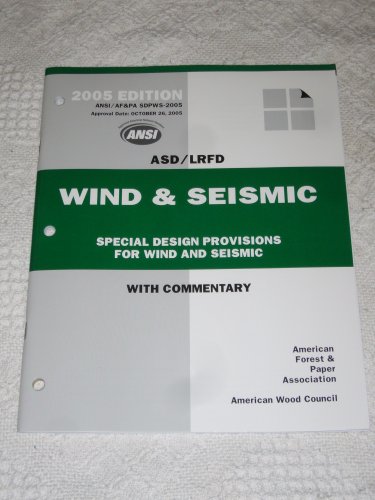 2005 EDITION
ANSI/AF&PA SDPWS-2005
Approval Date: OCTOBER 26, 2005
ANSI
ASD/LRFD
WIND & SEISMIC
SPECIAL DESIGN PROVISIONS
FOR WIND AND SEISMIC
WITH COMMENTARY
American
Forest &
Paper
Association
American Wood Council